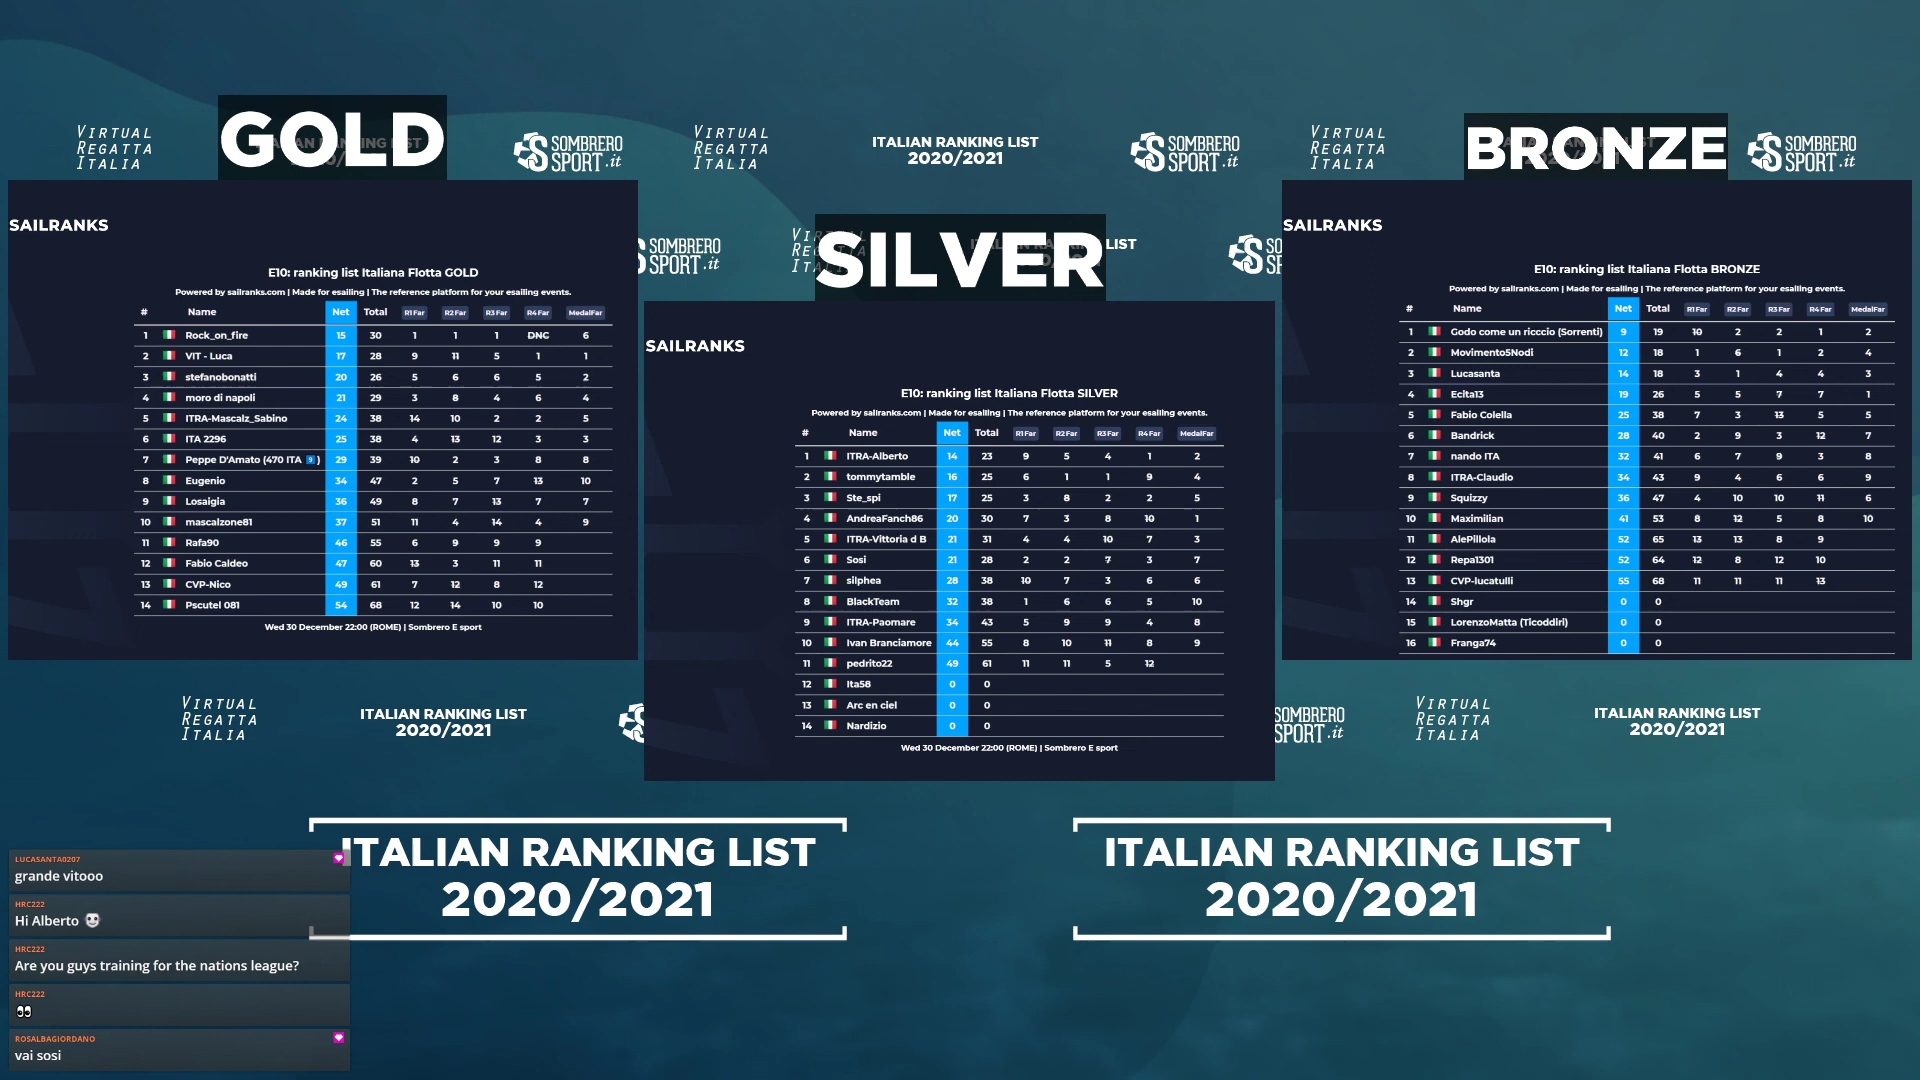 GOLD
VIRTUAL
REGATTA
ITALIA
SOMBRERO
SPORT.it
VIRTUAL
REGATTA
ITALIA
ITALIAN RANKING LIST
2020/2021
SOMBRERO
SPORT.it
VIRTUAL
REGATTA
ITALIA
BRONZE
SOMBRERO
SPORT.it
SAILRANKS
E10: ranking list Italiana Flotta GOLD
Powered by sailranks.com | Made for esailing | The reference platform for your esailing events.
# Name Net Total R1 Far R2 Far R3 Far R4 Far MedalFar
1 Rock_on_fire 15 30 1 1 1 DNC 6
2 VIT - Luca 17 28 9 11 5 1 1
3 stefanobonatti 20 26 5 6 6 5 2
4 moro di napoli 21 29 3 8 4 6 4
5 ITRA-Mascalz_Sabino 24 38 14 10 2 2 5
6 ITA 2296 25 38 4 13 12 3 3
7 Peppe D'Amato (470 ITA 9 ) 29 39 10 2 3 8 8
8 Eugenio 34 47 2 5 7 13 10
9 Losaigia 36 49 8 7 13 7 7
10 mascalzone81 37 51 11 4 14 4 9
11 Rafa90 46 55 6 9 9 9
12 Fabio Caldeo 47 60 13 3 11 11
13 CVP-Nico 49 61 7 12 8 12
14 Pscutel 081 54 68 12 14 10 10
Wed 30 December 22:00 (ROME) | Sombrero E sport
SOMBRERO
SPORT.it
SILVER
LIST
SAILRANKS
E10: ranking list Italiana Flotta SILVER
Powered by sailranks.com | Made for esailing | The reference platform for your esailing events.
# Name Net Total R1 Far R2 Far R3 Far R4 Far MedalFar
1 ITRA-Alberto 14 23 9 5 4 1 2
2 tommytamble 16 25 6 1 1 9 4
3 Ste_spi 17 25 3 8 2 2 5
4 AndreaFanch86 20 30 7 3 8 10 1
5 ITRA-Vittoria d B 21 31 4 4 10 7 3
6 Sosi 21 28 2 2 7 3 7
7 silphea 28 38 10 7 3 6 6
8 BlackTeam 32 38 1 6 6 5 10
9 ITRA-Paomare 34 43 5 9 9 4 8
10 Ivan Branciamore 44 55 8 10 11 8 9
11 pedrito22 49 61 11 11 5 12
12 Ita58 0 0
13 Arc en ciel 0 0
14 Nardizio 0 0
Wed 30 December 22:00 (ROME) | Sombrero E sport
SAILRANKS
E10: ranking list Italiana Flotta BRONZE
Powered by sailranks.com | Made for esailing | The reference platform for your esailing events.
# Name Net Total R1 Far R2 Far R3 Far R4 Far MedalFar
1 Godo come un ricccio (Sorrenti) 9 19 10 2 2 1 2
2 Movimento5Nodi 12 18 1 6 1 2 4
3 Lucasanta 14 18 3 1 4 4 3
4 Ecita13 19 26 5 5 7 7 1
5 Fabio Colella 25 38 7 3 13 5 5
6 Bandrick 28 40 2 9 3 12 7
7 nando ITA 32 41 6 7 9 3 8
8 ITRA-Claudio 34 43 9 4 6 6 9
9 Squizzy 36 47 4 10 10 11 6
10 Maximilian 41 53 8 12 5 8 10
11 AlePillola 52 65 13 13 8 9
12 Repa1301 52 64 12 8 12 10
13 CVP-lucatulli 55 68 11 11 11 13
14 Shgr 0 0
15 LorenzoMatta (Ticoddiri) 0 0
16 Franga74 0 0
VIRTUAL
REGATTA
ITALIA
ITALIAN RANKING LIST
2020/2021
SOMBRERO
SPORT.it
VIRTUAL
REGATTA
ITALIA
ITALIAN RANKING LIST
2020/2021
ITALIAN RANKING LIST
2020/2021
ITALIAN RANKING LIST
2020/2021
LUCASANTA0207
grande vitooo
HRC222
Hi Alberto
HRC222
Are you guys training for the nations league?
HRC222
ROSALBAGIORDANO
vai sosi